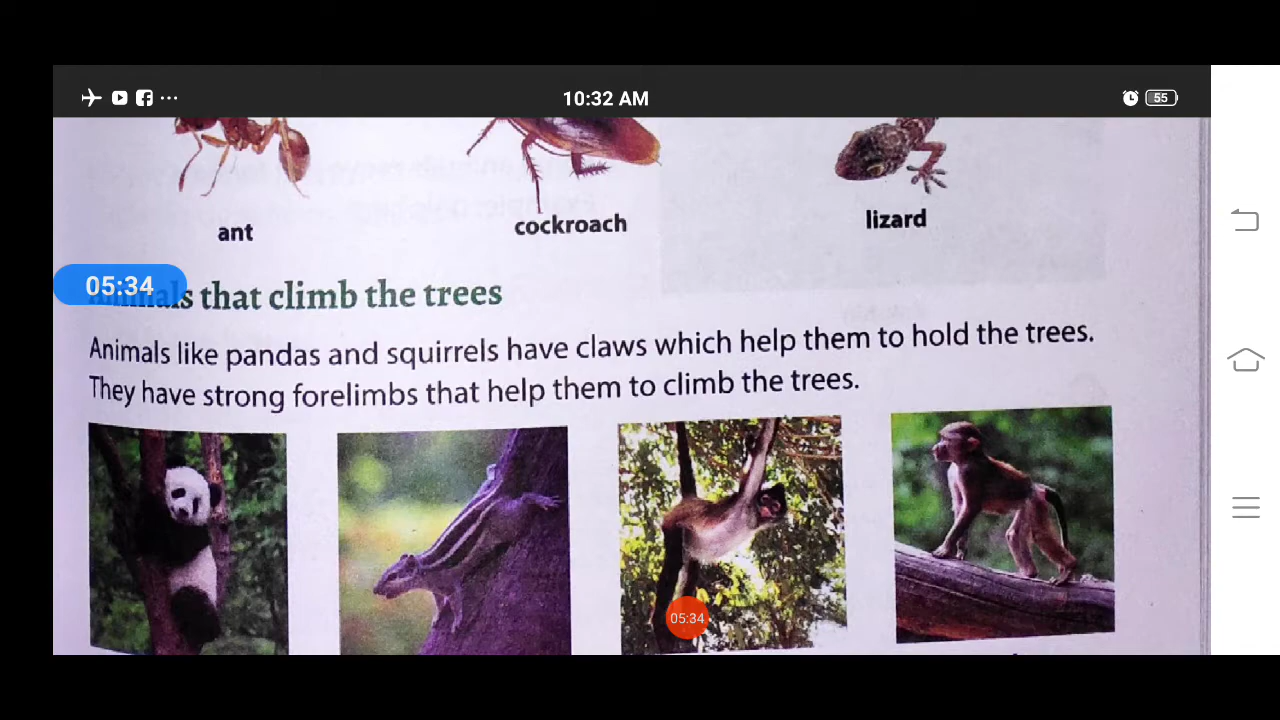 10:32 AM
55
ant
cockroach
lizard
05:34
that climb the trees
Animals like pandas and squirrels have claws which help them to hold the trees.
They have strong forelimbs that help them to climb the trees.
05:34